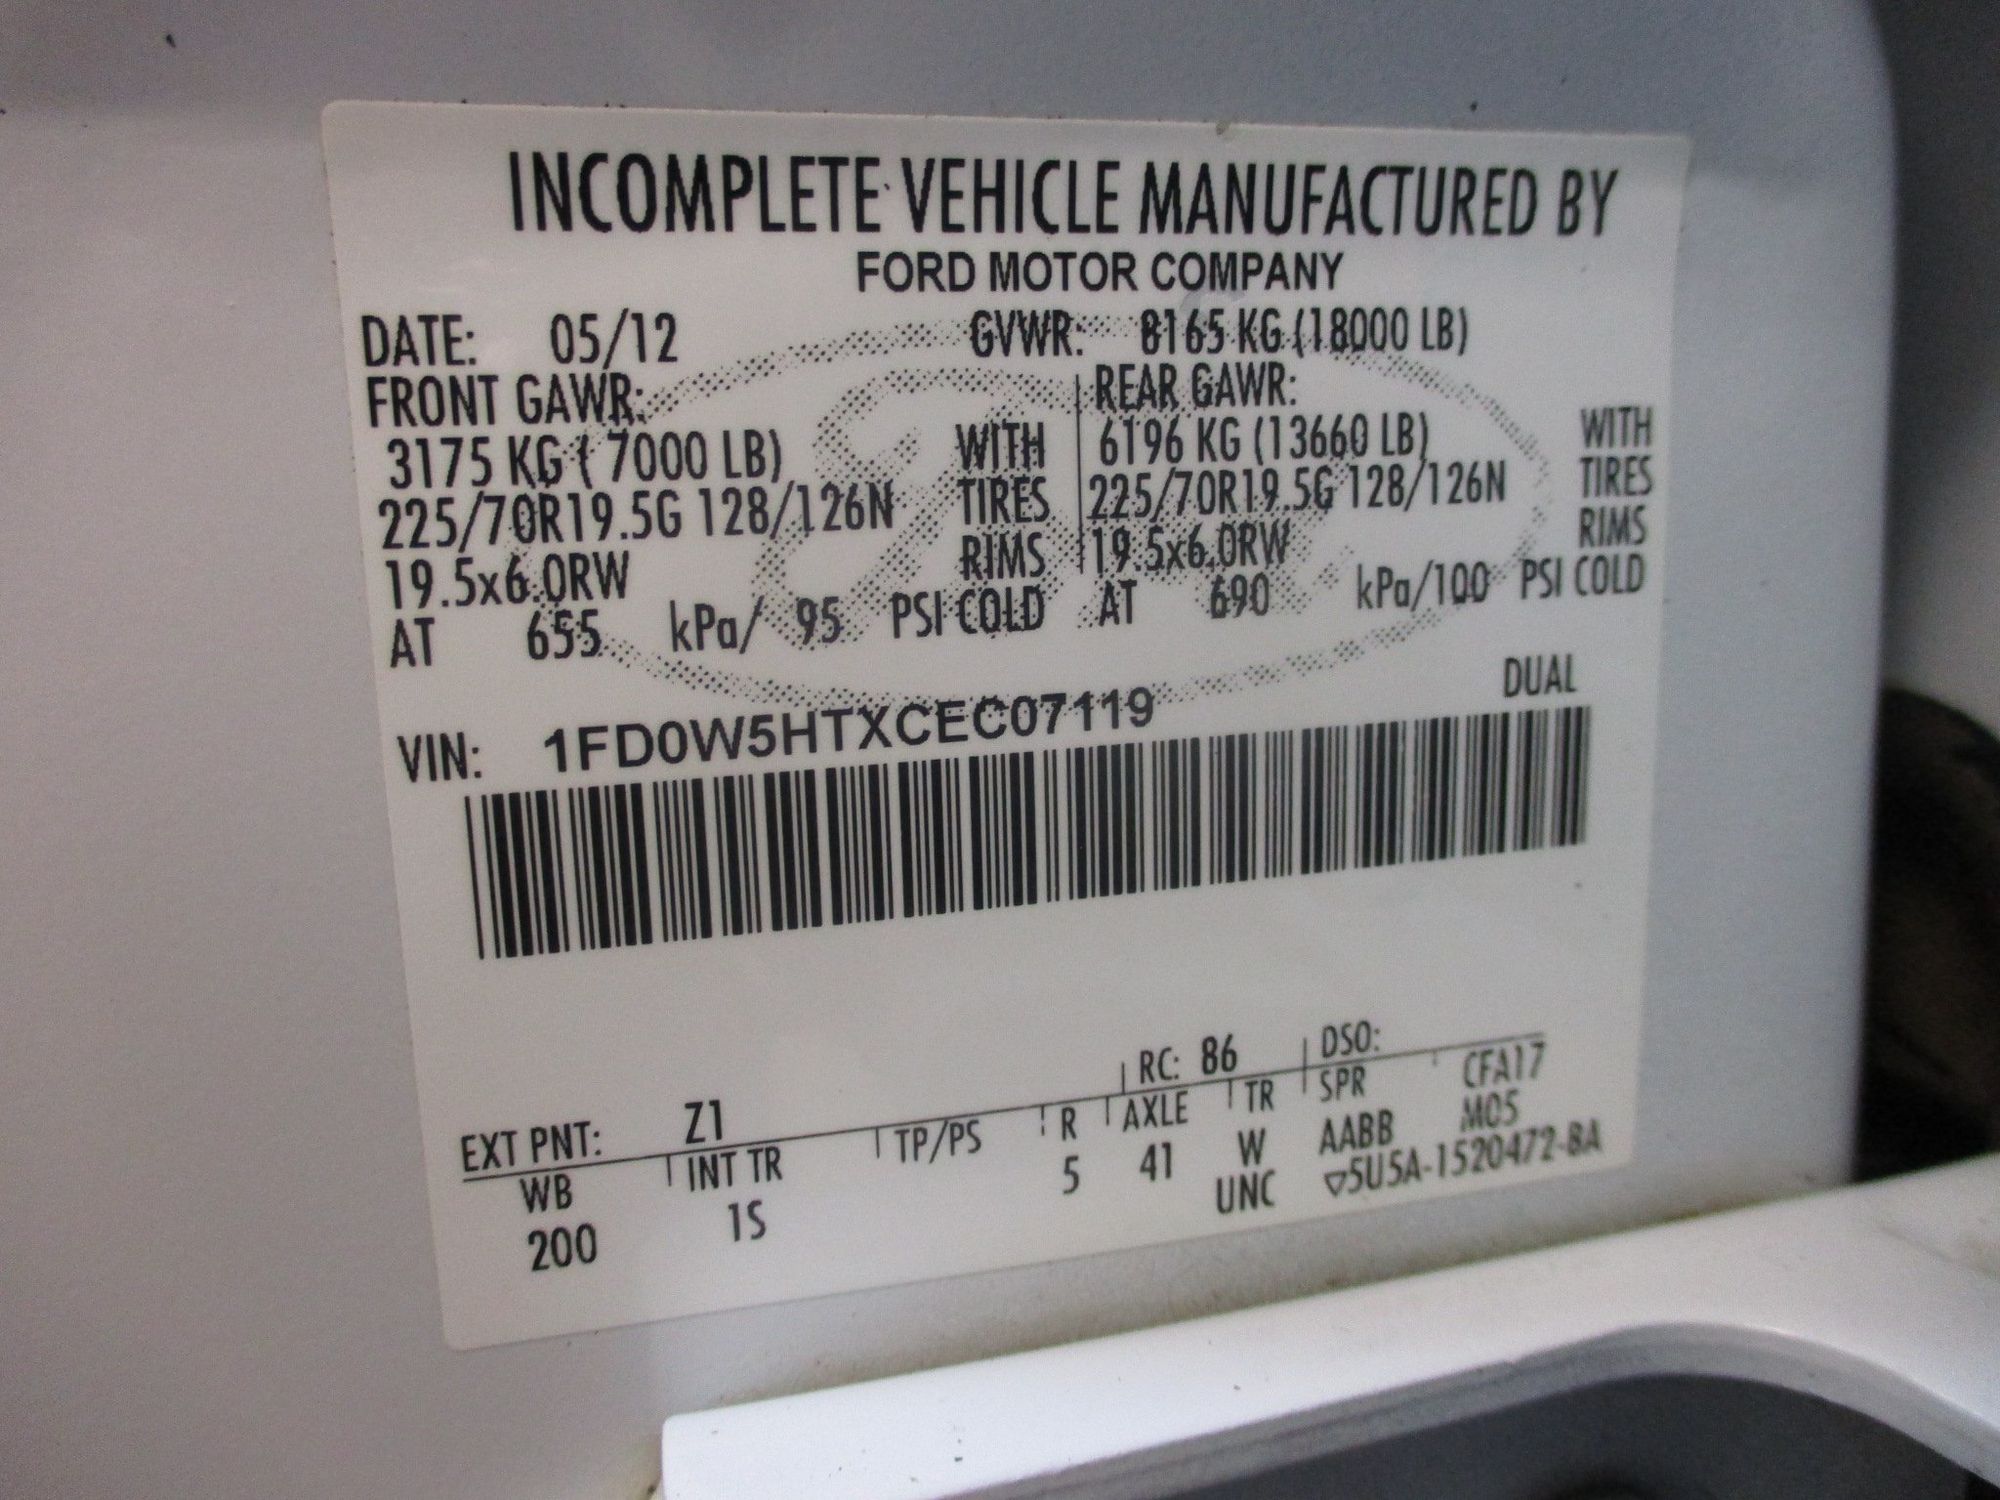 INCOMPLETE VEHICLE MANUFACTURED BY
FORD MOTOR COMPANY
DATE: 05/12 GVWR: 8165 KG (18000 LB)
FRONT GAWR: REAR GAWR:
3175 KG ( 7000 LB) WITH 6196 KG (13660 LB) WITH
225/70R19.5G 128/126N TIRES 225/70R19.5G 128/126N TIRES
19.5x6.0RW RIMS 19.5x6.0RW RIMS
AT 655 kPa/ 95 PSI COLD AT 690 kPa/100 PSI COLD
DUAL
VIN: 1FD0W5HTXCEC07119
RC: 86 DSO:
EXT PNT: Z1 CFA17
WB INT TR TP/PS R AXLE TR SPR M05
200 1S 5 41 W AABB
UNC ▽5U5A-1520472-BA